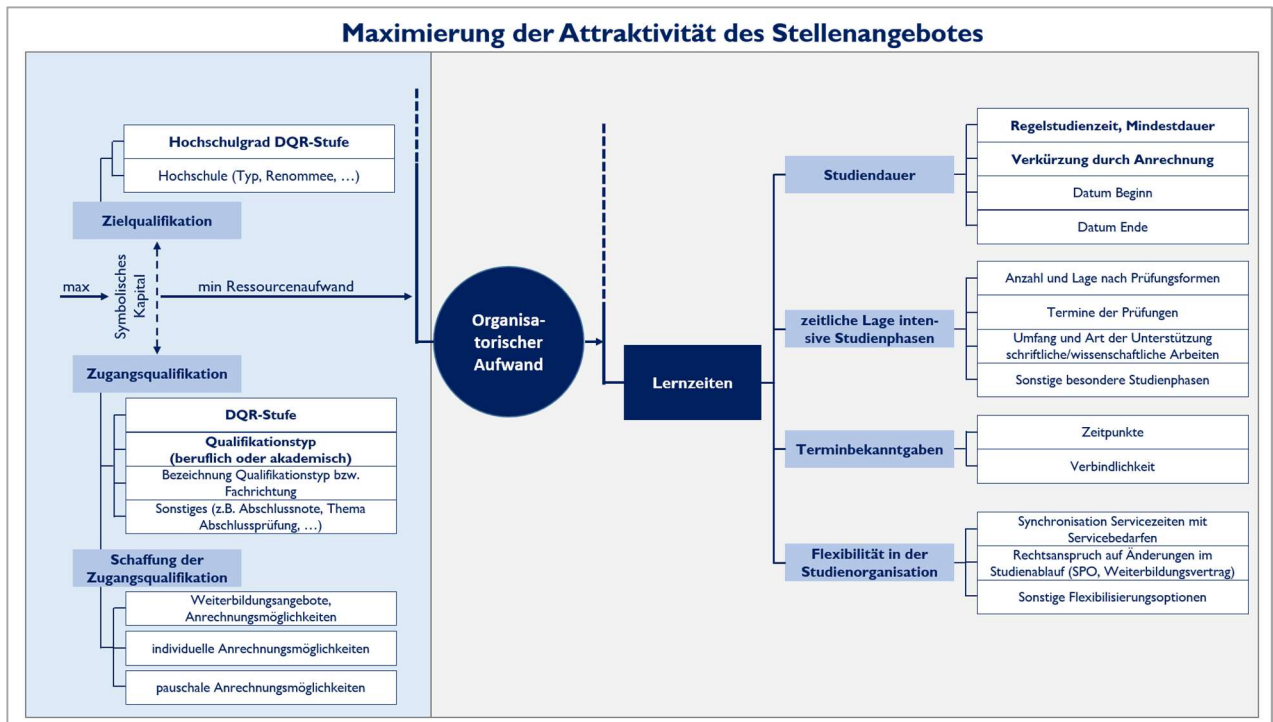 Maximierung der Attraktivität des Stellenangebotes
Hochschulgrad DQR-Stufe
Hochschule (Typ, Renommee, …)
Zielqualifikation
max
Symbolisches
Kapital
min Ressourcenaufwand
Zugangsqualifikation
DQR-Stufe
Qualifikationstyp
(beruflich oder akademisch)
Bezeichnung Qualifikationstyp bzw.
Fachrichtung
Sonstiges (z.B. Abschlussnote, Thema
Abschlussprüfung, …)
Schaffung der
Zugangsqualifikation
Weiterbildungsangebote,
Anrechnungsmöglichkeiten
individuelle Anrechnungsmöglichkeiten
pauschale Anrechnungsmöglichkeiten
Organisa-
torischer
Aufwand
Lernzeiten
Studiendauer
Regelstudienzeit, Mindestdauer
Verkürzung durch Anrechnung
Datum Beginn
Datum Ende
zeitliche Lage inten-
sive Studienphasen
Anzahl und Lage nach Prüfungsformen
Termine der Prüfungen
Umfang und Art der Unterstützung
schriftliche/wissenschaftliche Arbeiten
Sonstige besondere Studienphasen
Terminbekanntgaben
Zeitpunkte
Verbindlichkeit
Flexibilität in der
Studienorganisation
Synchronisation Servicezeiten mit
Servicebedarfen
Rechtsanspruch auf Änderungen im
Studienablauf (SPO, Weiterbildungsvertrag)
Sonstige Flexibilisierungsoptionen